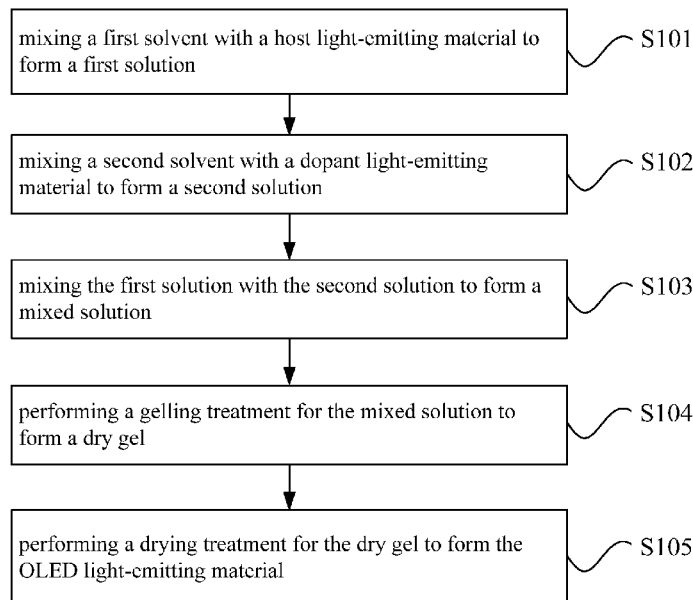 mixing a first solvent with a host light-emitting material to
form a first solution
S101
mixing a second solvent with a dopant light-emitting
material to form a second solution
S102
mixing the first solution with the second solution to form a
mixed solution
S103
performing a gelling treatment for the mixed solution to
form a dry gel
S104
performing a drying treatment for the dry gel to form the
OLED light-emitting material
S105